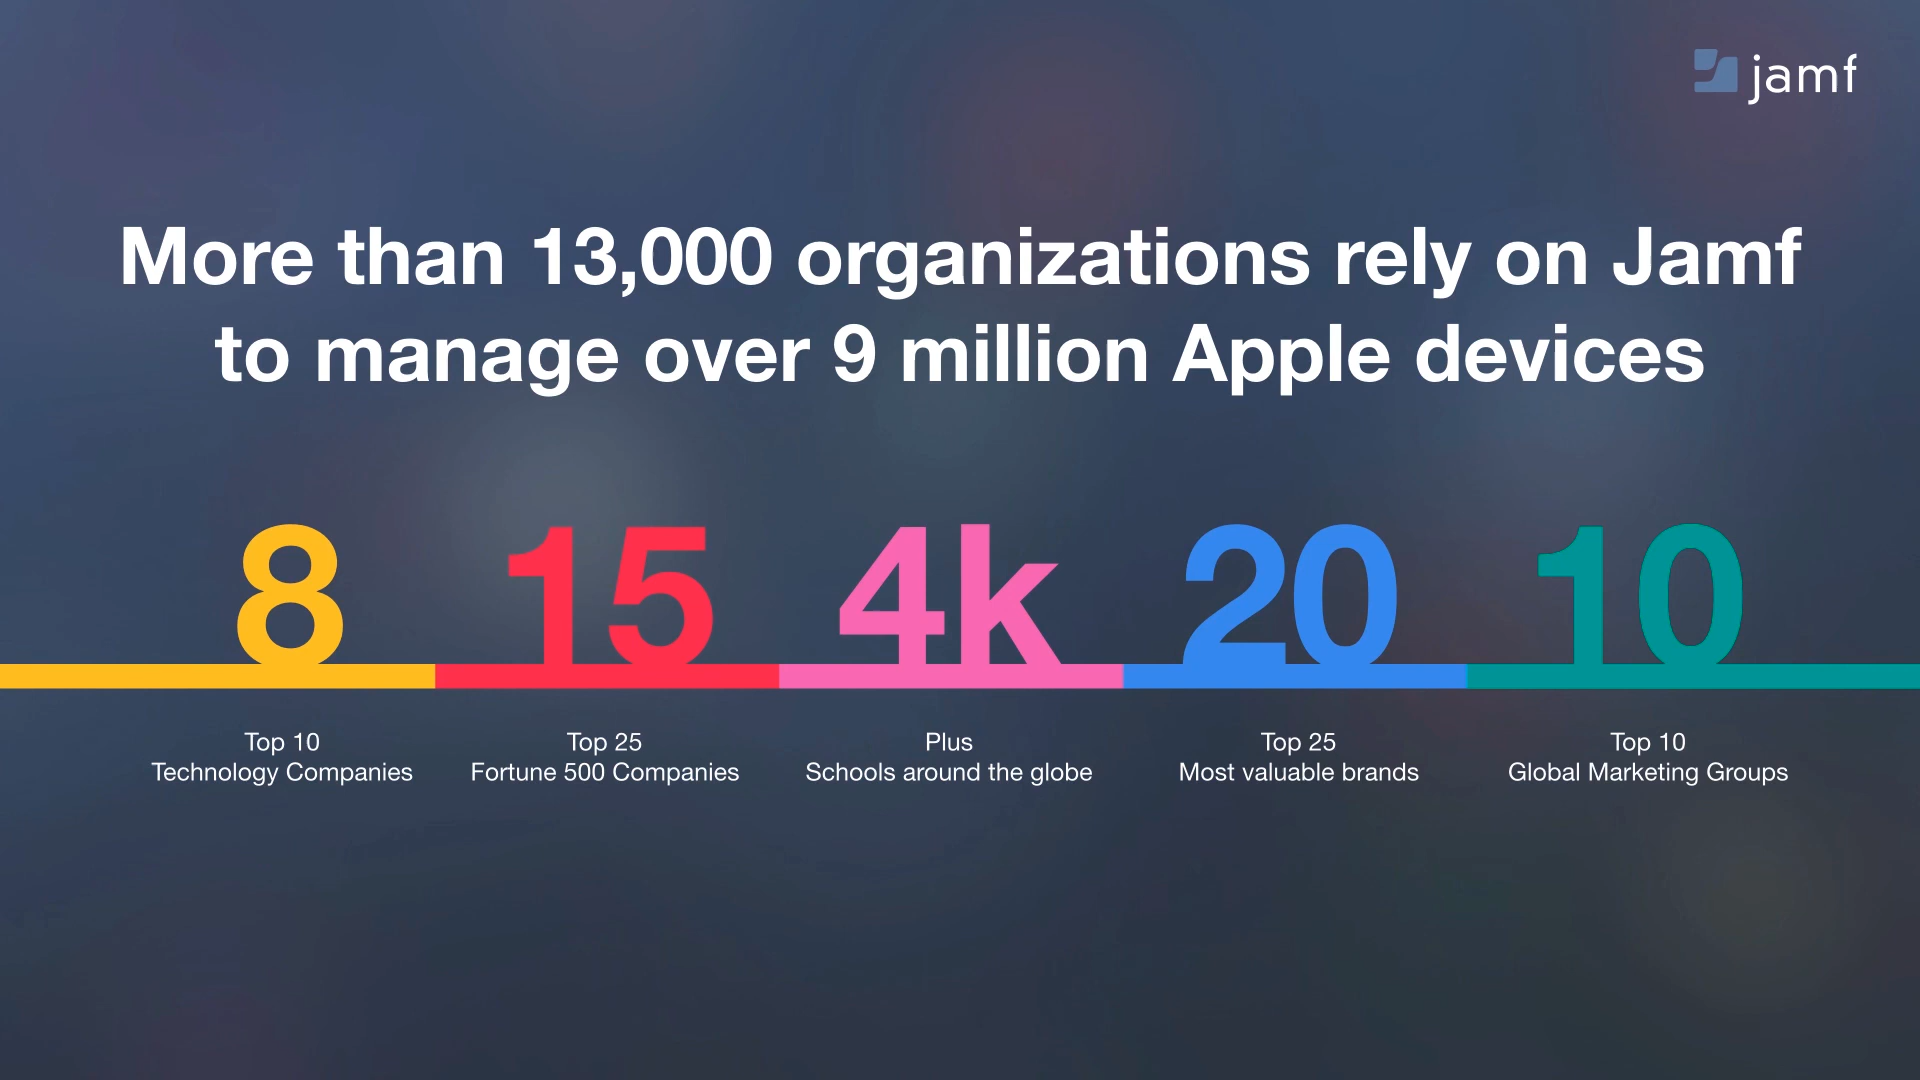 jamf
More than 13,000 organizations rely on Jamf
to manage over 9 million Apple devices
8
15
4k
20
10
Top 10
Technology Companies
Top 25
Fortune 500 Companies
Plus
Schools around the globe
Top 25
Most valuable brands
Top 10
Global Marketing Groups